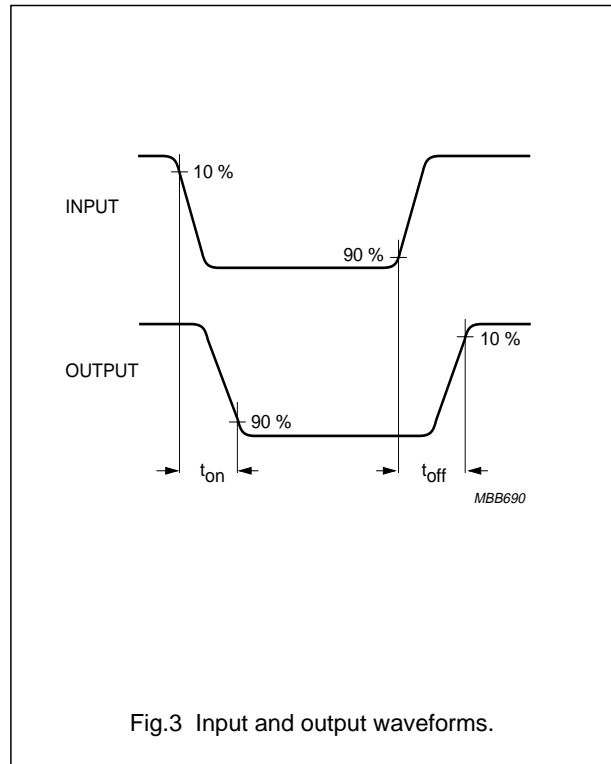 10 %
INPUT
90 %
OUTPUT
10 %
90 %
ton
toff
MBB690
Fig.3 Input and output waveforms.